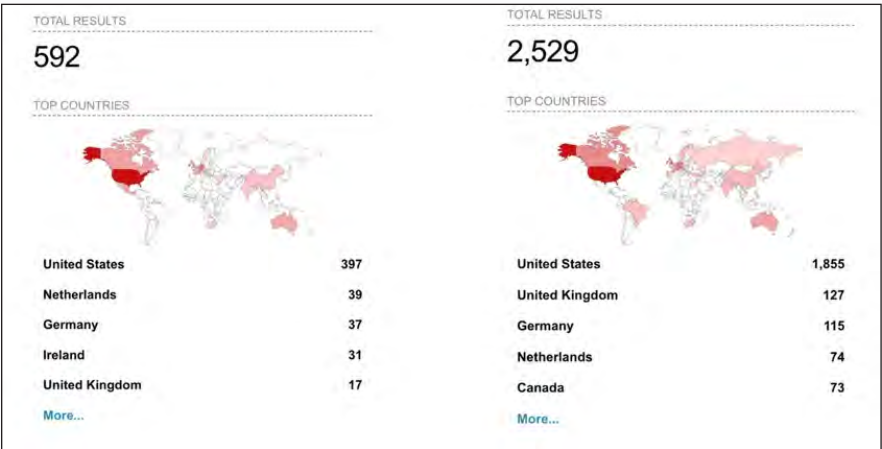 TOTAL RESULTS
592
TOP COUNTRIES
United States 397
Netherlands 39
Germany 37
Ireland 31
United Kingdom 17
More...
TOTAL RESULTS
2,529
TOP COUNTRIES
United States 1,855
United Kingdom 127
Germany 115
Netherlands 74
Canada 73
More...